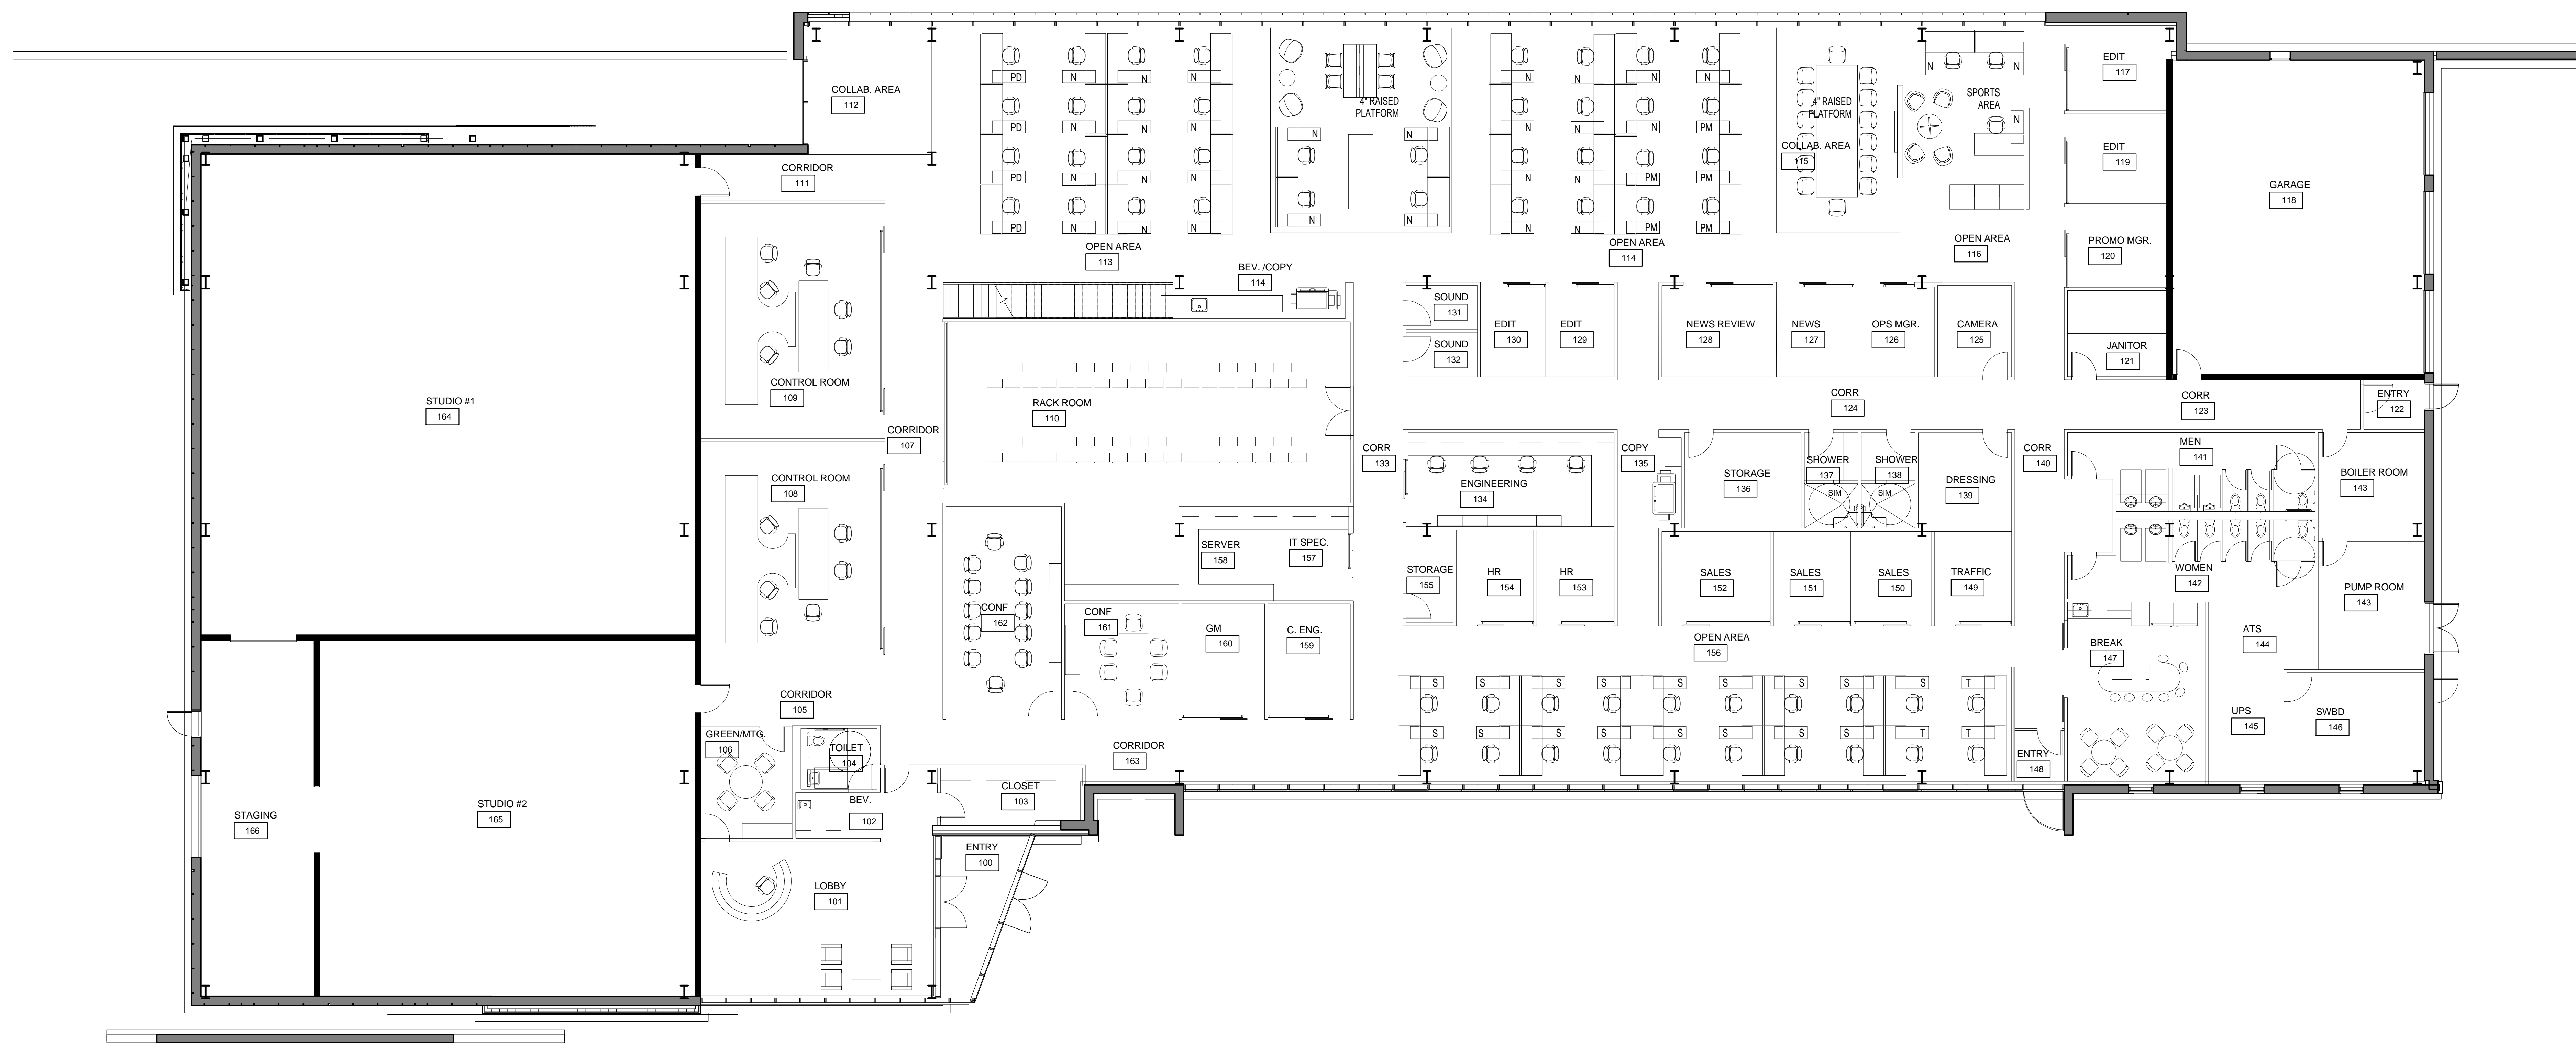 COLLAB. AREA
112
CORRIDOR
111
PD
N
N
N
PD
N
N
N
PD
N
N
N
PD
N
N
N
OPEN AREA
113
4" RAISED
PLATFORM
N
N
N
N
BEV. /COPY
114
N
N
N
N
N
N
N
PM
N
N
PM
PM
N
N
PM
PM
OPEN AREA
114
4" RAISED
PLATFORM
COLLAB. AREA
115
N
N
SPORTS
AREA
N
OPEN AREA
116
EDIT
117
EDIT
119
PROMO MGR.
120
GARAGE
118
JANITOR
121
ENTRY
122
CORR
123
CORR
124
CAMERA
125
OPS MGR.
126
NEWS
127
NEWS REVIEW
128
EDIT
129
EDIT
130
SOUND
131
SOUND
132
STUDIO #1
164
CONTROL ROOM
109
CORRIDOR
107
RACK ROOM
110
CONTROL ROOM
108
CORR
133
ENGINEERING
134
COPY
135
STORAGE
136
SHOWER
137
SIM
SHOWER
138
SIM
DRESSING
139
CORR
140
MEN
141
BOILER ROOM
143
WOMEN
142
PUMP ROOM
143
SERVER
158
IT SPEC.
157
STORAGE
155
HR
154
HR
153
SALES
152
SALES
151
SALES
150
TRAFFIC
149
CONF
162
CONF
161
GM
160
C. ENG.
159
OPEN AREA
156
S
S
S
S
S
S
S
S
S
T
S
S
S
S
S
S
S
S
T
T
BREAK
147
ATS
144
UPS
145
SWBD
146
ENTRY
148
CORRIDOR
105
GREEN/MTG.
106
TOILET
104
BEV.
102
CORRIDOR
163
CLOSET
103
ENTRY
100
LOBBY
101
STAGING
166
STUDIO #2
165